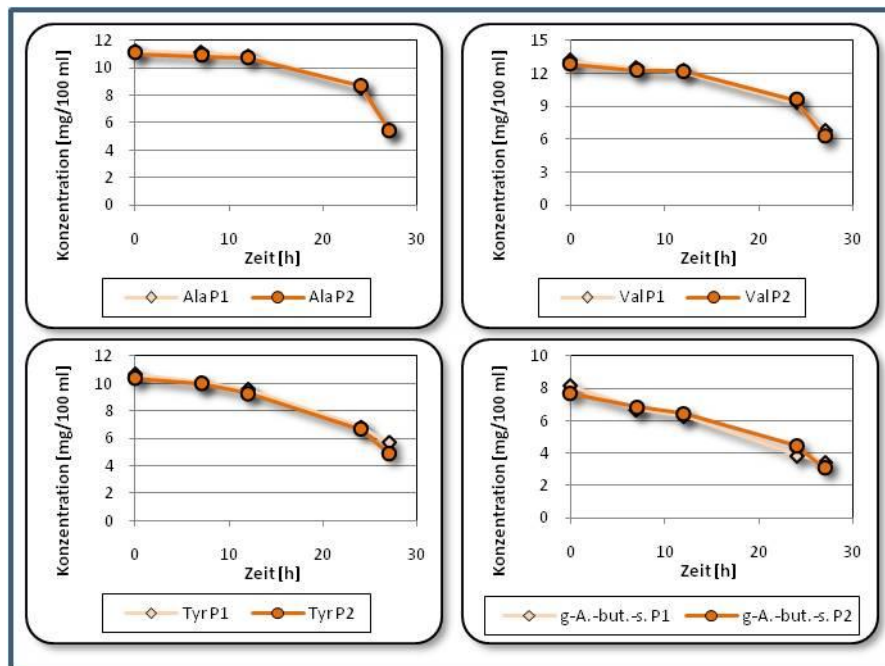 Konzentration [mg/100 ml]
12
10
8
6
4
2
0
0 10 20 30
Zeit [h]
Ala P1 Ala P2
Konzentration [mg/100 ml]
15
12
9
6
3
0
0 10 20 30
Zeit [h]
Val P1 Val P2
Konzentration [mg/100 ml]
12
10
8
6
4
2
0
0 10 20 30
Zeit [h]
Tyr P1 Tyr P2
Konzentration [mg/100 ml]
10
8
6
4
2
0
0 10 20 30
Zeit [h]
g-A.-but.-s. P1 g-A.-but.-s. P2